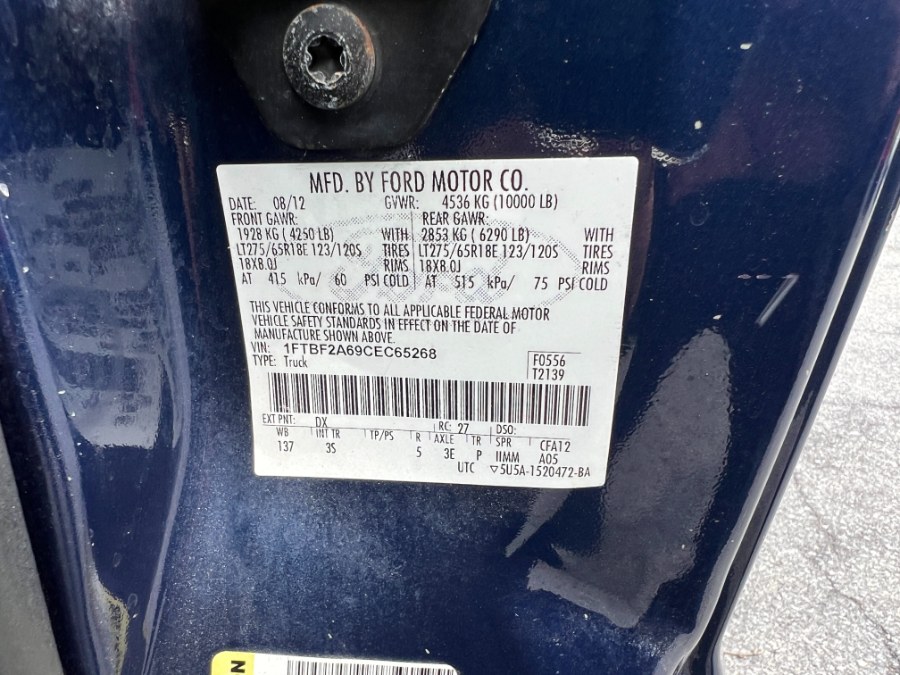 MFD. BY FORD MOTOR CO.
DATE: 08/12 GVWR: 4536 KG (10000 LB)
FRONT GAWR: REAR GAWR:
1928 KG ( 4250 LB) WITH 2853 KG ( 6290 LB) WITH
LT275/65R18E 123/120S TIRES LT275/65R18E 123/120S TIRES
18X8.0J RIMS 18X8.0J RIMS
AT 415 kPa/ 60 PSI COLD AT 515 kPa/ 75 PSI COLD
Ford
THIS VEHICLE CONFORMS TO ALL APPLICABLE FEDERAL MOTOR
VEHICLE SAFETY STANDARDS IN EFFECT ON THE DATE OF
MANUFACTURE SHOWN ABOVE.
VIN: 1FTBF2A69CEC65268 F0556
TYPE: Truck T2139
EXT PNT: DX RC: 27 DSO:
WB INT TR TP/PS R AXLE TR SPR CFA12
137 3S 5 3E P IIMM A05
UTC ▽5U5A-1520472-BA
N